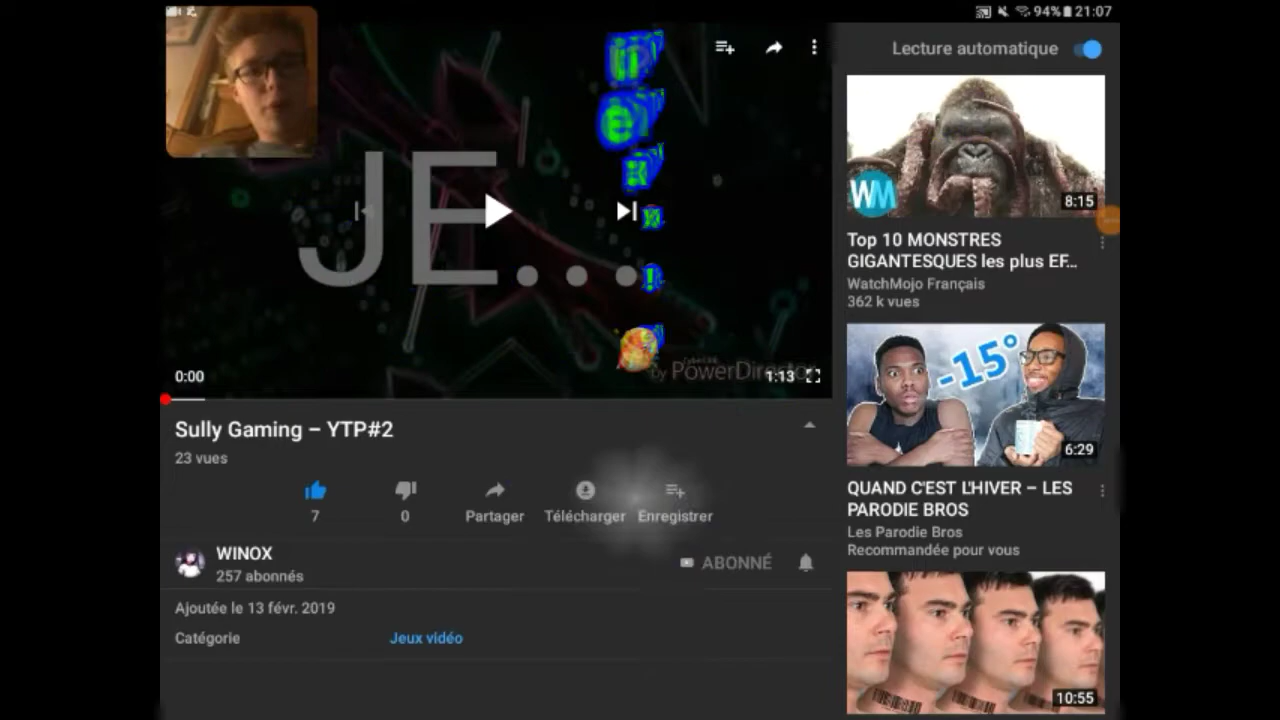 94% 21:07
Lecture automatique
JE...
by PowerDirector
0:00
1:13
Sully Gaming – YTP#2
23 vues
7
0
Partager
Télécharger
Enregistrer
WINOX
257 abonnés
ABONNÉ
Ajoutée le 13 févr. 2019
Catégorie
Jeux vidéo
WM
8:15
Top 10 MONSTRES
GIGANTESQUES les plus EF...
WatchMojo Français
362 k vues
-15°
6:29
QUAND C'EST L'HIVER – LES
PARODIE BROS
Les Parodie Bros
Recommandée pour vous
10:55